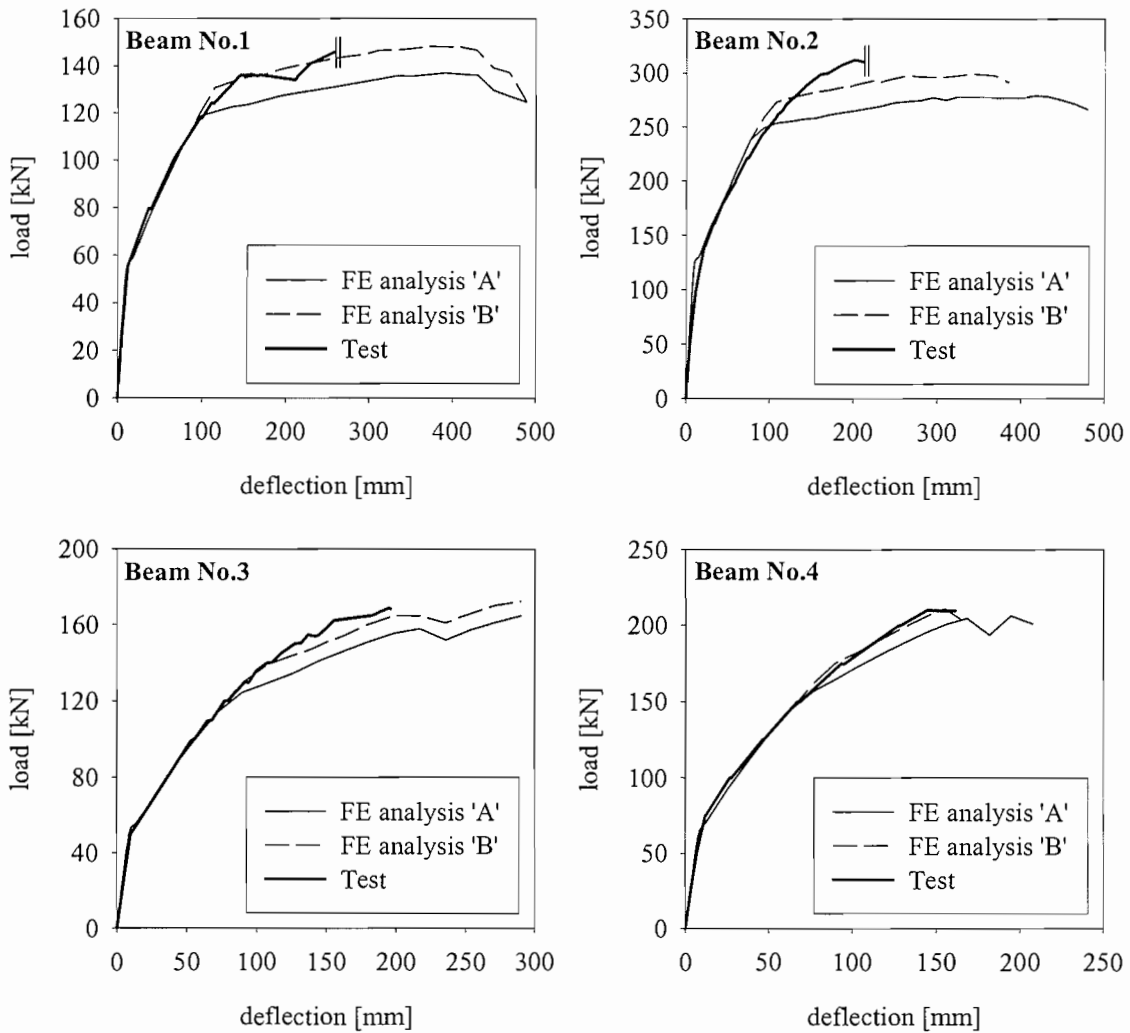 Beam No.1
160
140
120
100
80
60
40
20
0
load [kN]
FE analysis 'A'
FE analysis 'B'
Test
0 100 200 300 400 500
deflection [mm]
Beam No.2
350
300
250
200
150
100
50
0
load [kN]
FE analysis 'A'
FE analysis 'B'
Test
0 100 200 300 400 500
deflection [mm]
Beam No.3
200
160
120
80
40
0
load [kN]
FE analysis 'A'
FE analysis 'B'
Test
0 50 100 150 200 250 300
deflection [mm]
Beam No.4
250
200
150
100
50
0
load [kN]
FE analysis 'A'
FE analysis 'B'
Test
0 50 100 150 200 250
deflection [mm]